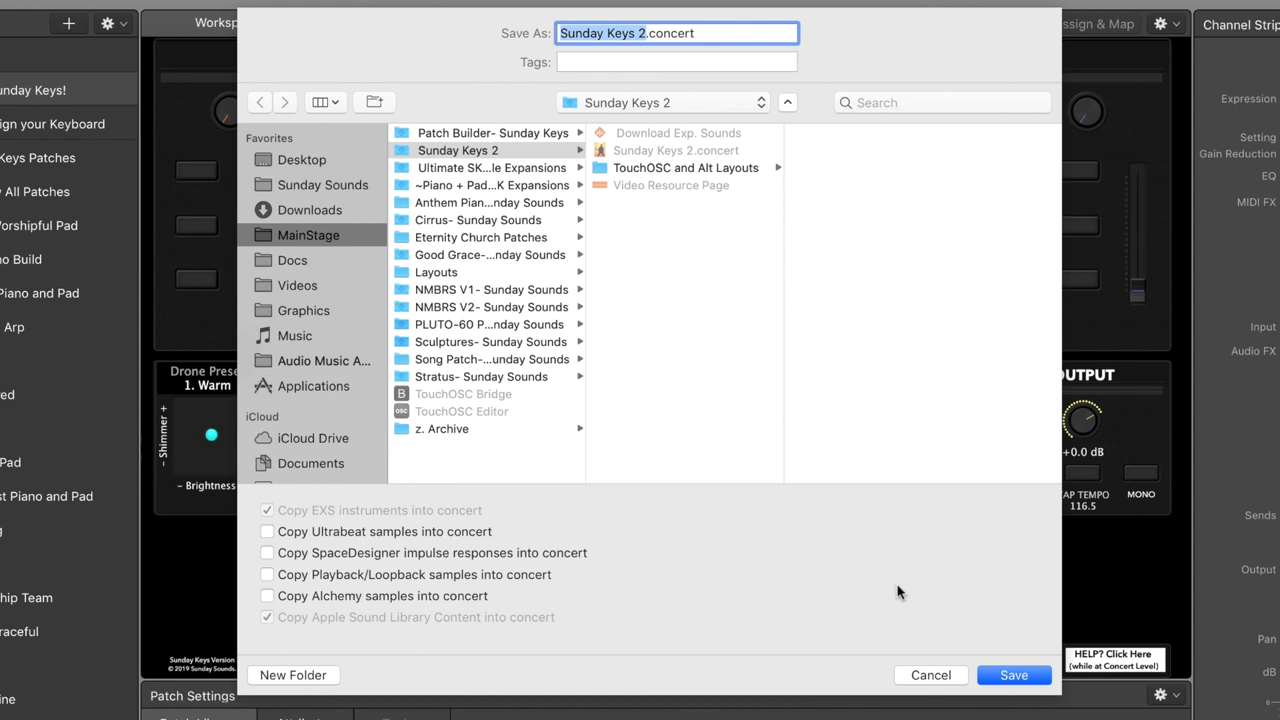 Worksp
ssign & Map
Channel Strip
Save As: Sunday Keys 2.concert
Tags:
Sunday Keys 2
Search
unday Keys!
ign your Keyboard
Keys Patches
y All Patches
orshipful Pad
no Build
Piano and Pad
Arp
red
Pad
st Piano and Pad
g
ship Team
raceful
ine
Favorites
Desktop
Sunday Sounds
Downloads
MainStage
Docs
Videos
Graphics
Music
Audio Music A...
Applications
iCloud
iCloud Drive
Documents
Patch Builder- Sunday Keys
Sunday Keys 2
Ultimate SK...le Expansions
~Piano + Pad...K Expansions
Anthem Pian...nday Sounds
Cirrus- Sunday Sounds
Eternity Church Patches
Good Grace-...nday Sounds
Layouts
NMBRS V1- Sunday Sounds
NMBRS V2- Sunday Sounds
PLUTO-60 P...nday Sounds
Sculptures- Sunday Sounds
Song Patch-...unday Sounds
Stratus- Sunday Sounds
TouchOSC Bridge
TouchOSC Editor
z. Archive
Download Exp. Sounds
Sunday Keys 2.concert
TouchOSC and Alt Layouts
Video Resource Page
Expression
Setting
Gain Reduction
EQ
MIDI FX
Input
Audio FX
Sends
Output
Pan
dB
Drone Prese
1. Warm
– Shimmer +
– Brightness
OUTPUT
+0.0 dB
AP TEMPO
116.5
MONO
Copy EXS instruments into concert
Copy Ultrabeat samples into concert
Copy SpaceDesigner impulse responses into concert
Copy Playback/Loopback samples into concert
Copy Alchemy samples into concert
Copy Apple Sound Library Content into concert
Sunday Keys Version
© 2019 Sunday Sounds.
HELP? Click Here
(while at Concert Level)
New Folder
Cancel
Save
Patch Settings